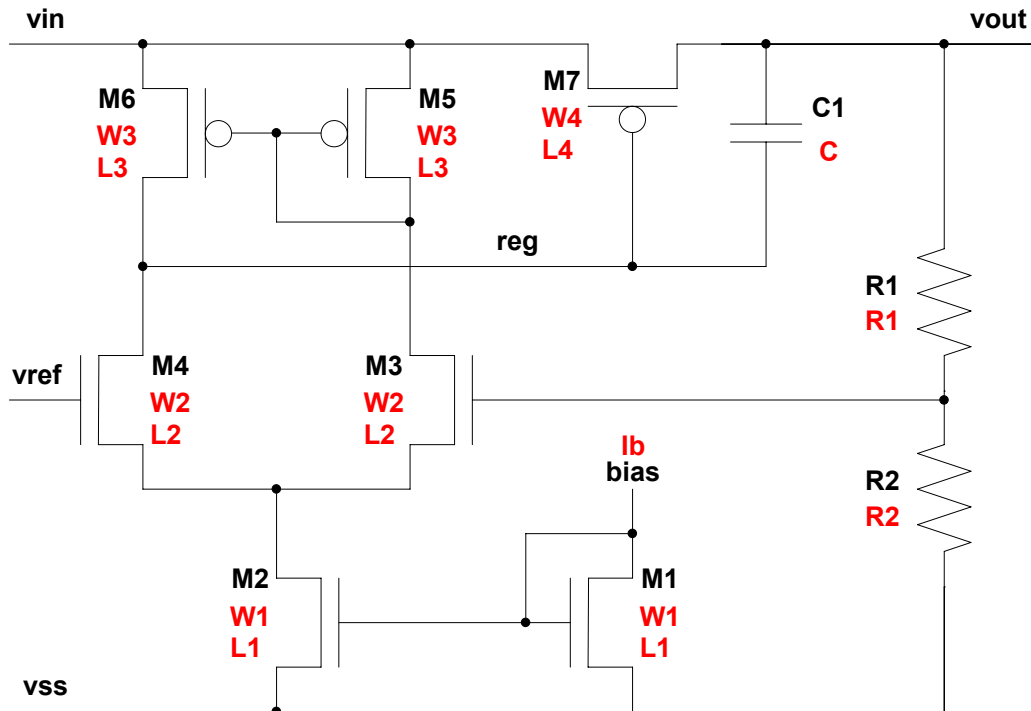 vin
vout
M6
W3
L3
M5
W3
L3
M7
W4
L4
C1
C
reg
R1
R1
vref
M4
W2
L2
M3
W2
L2
Ib
bias
R2
R2
M2
W1
L1
M1
W1
L1
vss